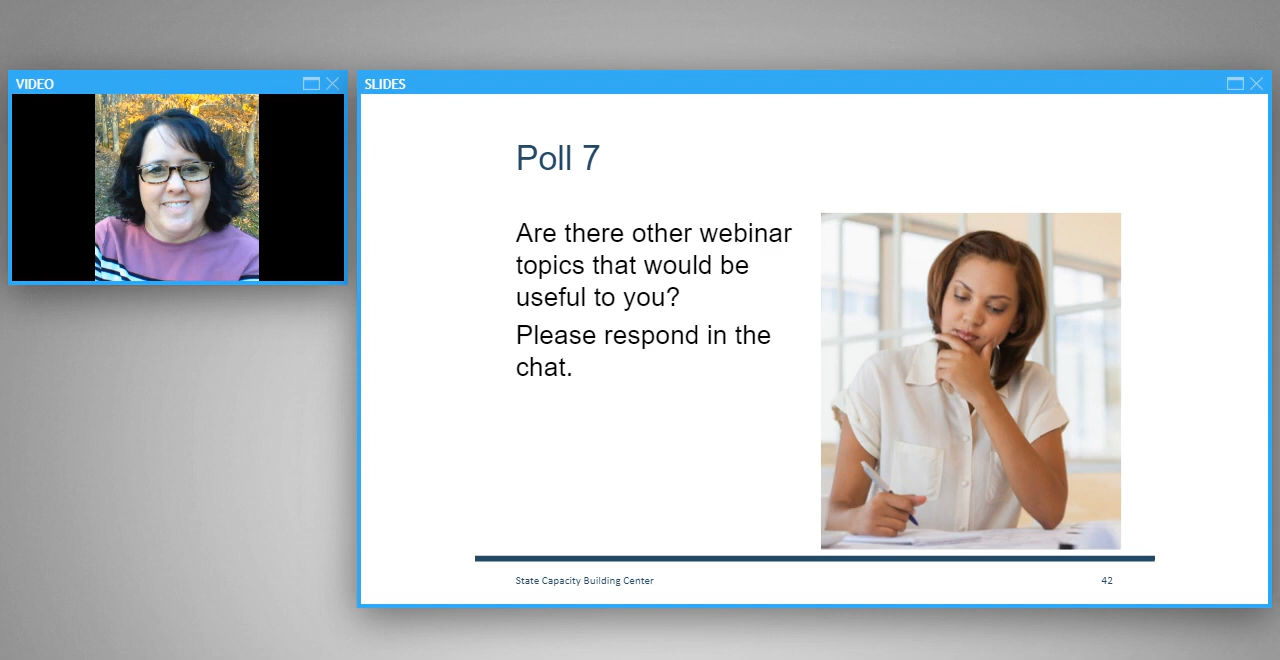 VIDEO
SLIDES
Poll 7
Are there other webinar
topics that would be
useful to you?
Please respond in the
chat.
State Capacity Building Center
42